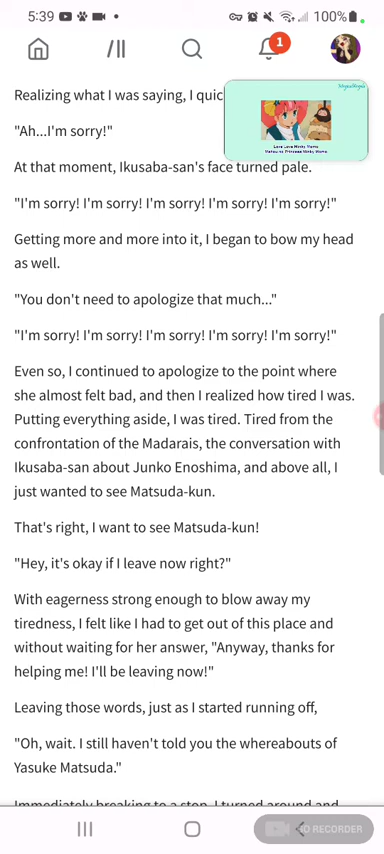 5:39
100%
1
Realizing what I was saying, I quic
"Ah...I'm sorry!"
At that moment, Ikusaba-san's face turned pale.
"I'm sorry! I'm sorry! I'm sorry! I'm sorry! I'm sorry!"
Getting more and more into it, I began to bow my head
as well.
"You don't need to apologize that much..."
"I'm sorry! I'm sorry! I'm sorry! I'm sorry! I'm sorry!"
Even so, I continued to apologize to the point where
she almost felt bad, and then I realized how tired I was.
Putting everything aside, I was tired. Tired from the
confrontation of the Madarais, the conversation with
Ikusaba-san about Junko Enoshima, and above all, I
just wanted to see Matsuda-kun.
That's right, I want to see Matsuda-kun!
"Hey, it's okay if I leave now right?"
With eagerness strong enough to blow away my
tiredness, I felt like I had to get out of this place and
without waiting for her answer, "Anyway, thanks for
helping me! I'll be leaving now!"
Leaving those words, just as I started running off,
"Oh, wait. I still haven't told you the whereabouts of
Yasuke Matsuda."
Immediately breaking to a stop, I turned around and
RECORDER